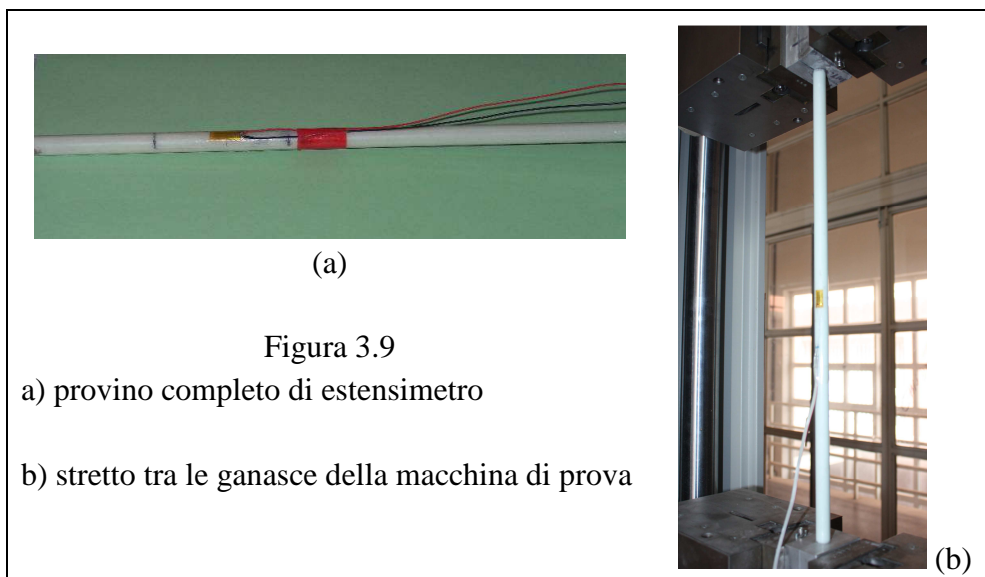 (a)
Figura 3.9
a) provino completo di estensimetro
b) stretto tra le ganasce della macchina di prova
(b)